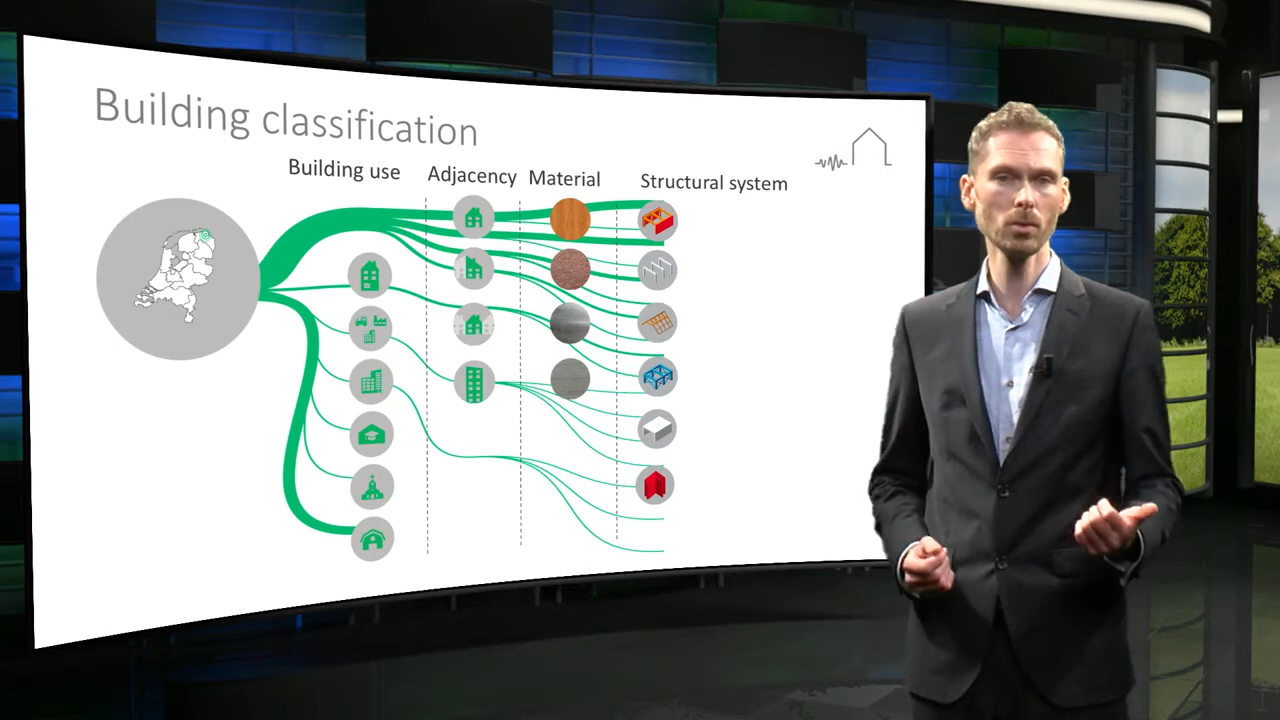 Building classification
Building use
Adjacency
Material
Structural system